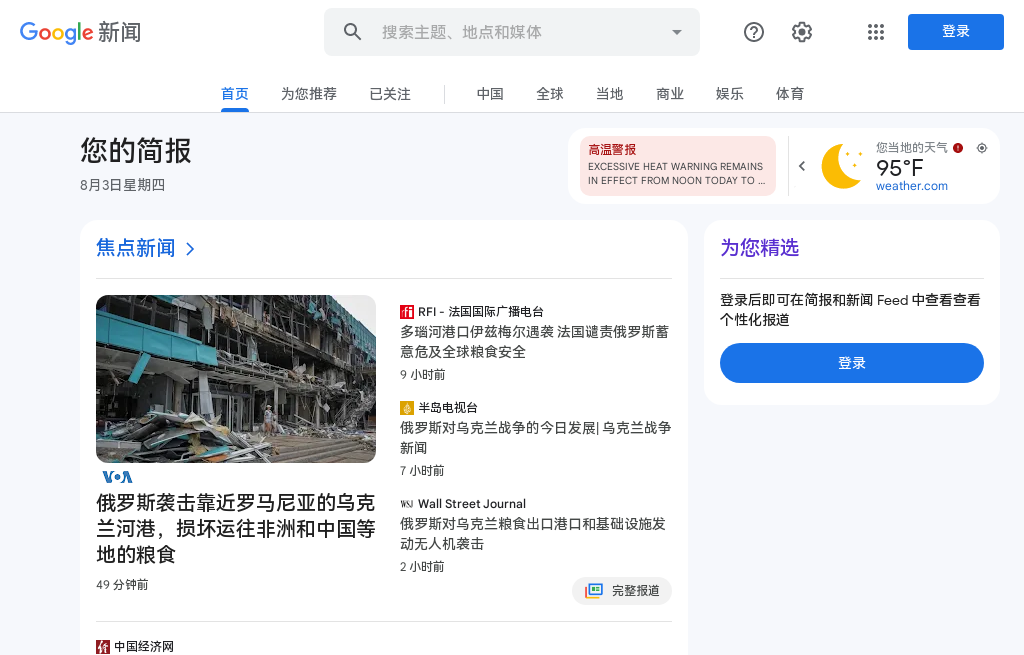 Google 新闻
搜索主题、地点和媒体
登录
首页
为您推荐
已关注
中国
全球
当地
商业
娱乐
体育
您的简报
8月3日星期四
高温警报
EXCESSIVE HEAT WARNING REMAINS
IN EFFECT FROM NOON TODAY TO …
您当地的天气
95°F
weather.com
焦点新闻
VOA
俄罗斯袭击靠近罗马尼亚的乌克
兰河港，损坏运往非洲和中国等
地的粮食
49 分钟前
rfi RFI - 法国国际广播电台
多瑙河港口伊兹梅尔遇袭 法国谴责俄罗斯蓄
意危及全球粮食安全
9 小时前
半岛电视台
俄罗斯对乌克兰战争的今日发展| 乌克兰战争
新闻
7 小时前
WSJ Wall Street Journal
俄罗斯对乌克兰粮食出口港口和基础设施发
动无人机袭击
2 小时前
完整报道
中国经济网
为您精选
登录后即可在简报和新闻 Feed 中查看查看
个性化报道
登录